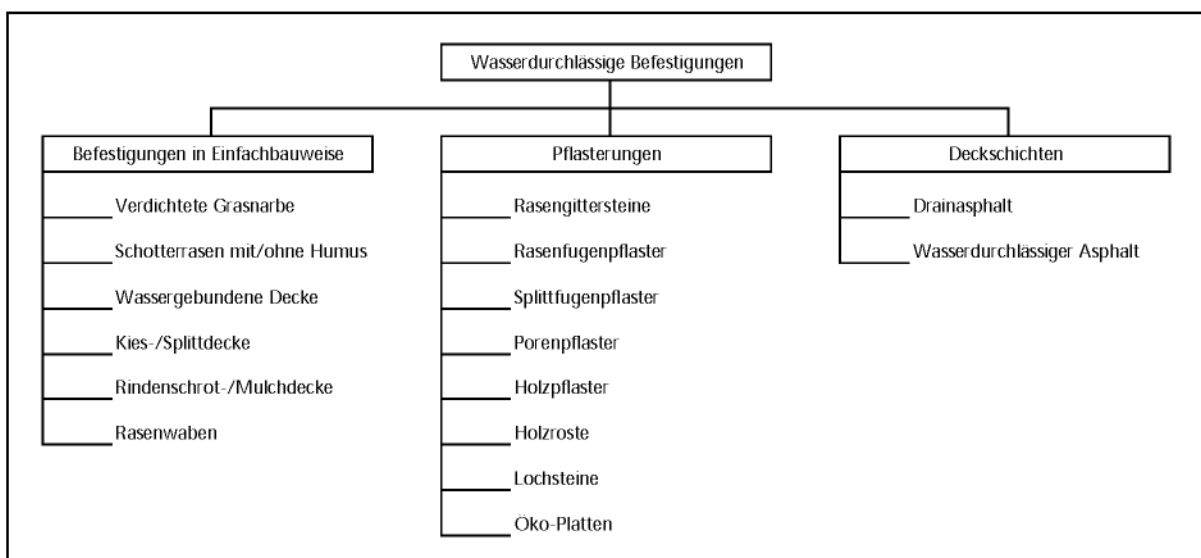 Wasserdurchlässige Befestigungen
Befestigungen in Einfachbauweise
Verdichtete Grasnarbe
Schotterrasen mit/ohne Humus
Wassergebundene Decke
Kies-/Splittdecke
Rindenschrot-/Mulchdecke
Rasenwaben
Pflasterungen
Rasengittersteine
Rasenfugenpflaster
Splittfugenpflaster
Porenpflaster
Holzpflaster
Holzroste
Lochsteine
Öko-Platten
Deckschichten
Drainasphalt
Wasserdurchlässiger Asphalt